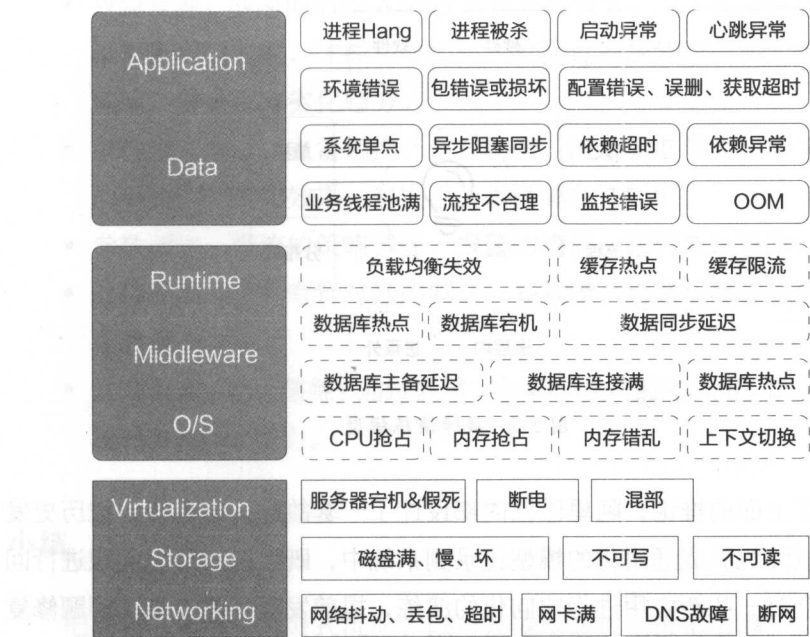 Application
进程Hang 进程被杀 启动异常 心跳异常
环境错误 包错误或损坏 配置错误、误删、获取超时
Data
系统单点 异步阻塞同步 依赖超时 依赖异常
业务线程池满 流控不合理 监控错误 OOM
Runtime
负载均衡失效 缓存热点 缓存限流
数据库热点 数据库宕机 数据同步延迟
Middleware
数据库主备延迟 数据库连接满 数据库热点
O/S
CPU抢占 内存抢占 内存错乱 上下文切换
Virtualization
服务器宕机&假死 断电 混部
Storage
磁盘满、慢、坏 不可写 不可读
Networking
网络抖动、丢包、超时 网卡满 DNS故障 断网